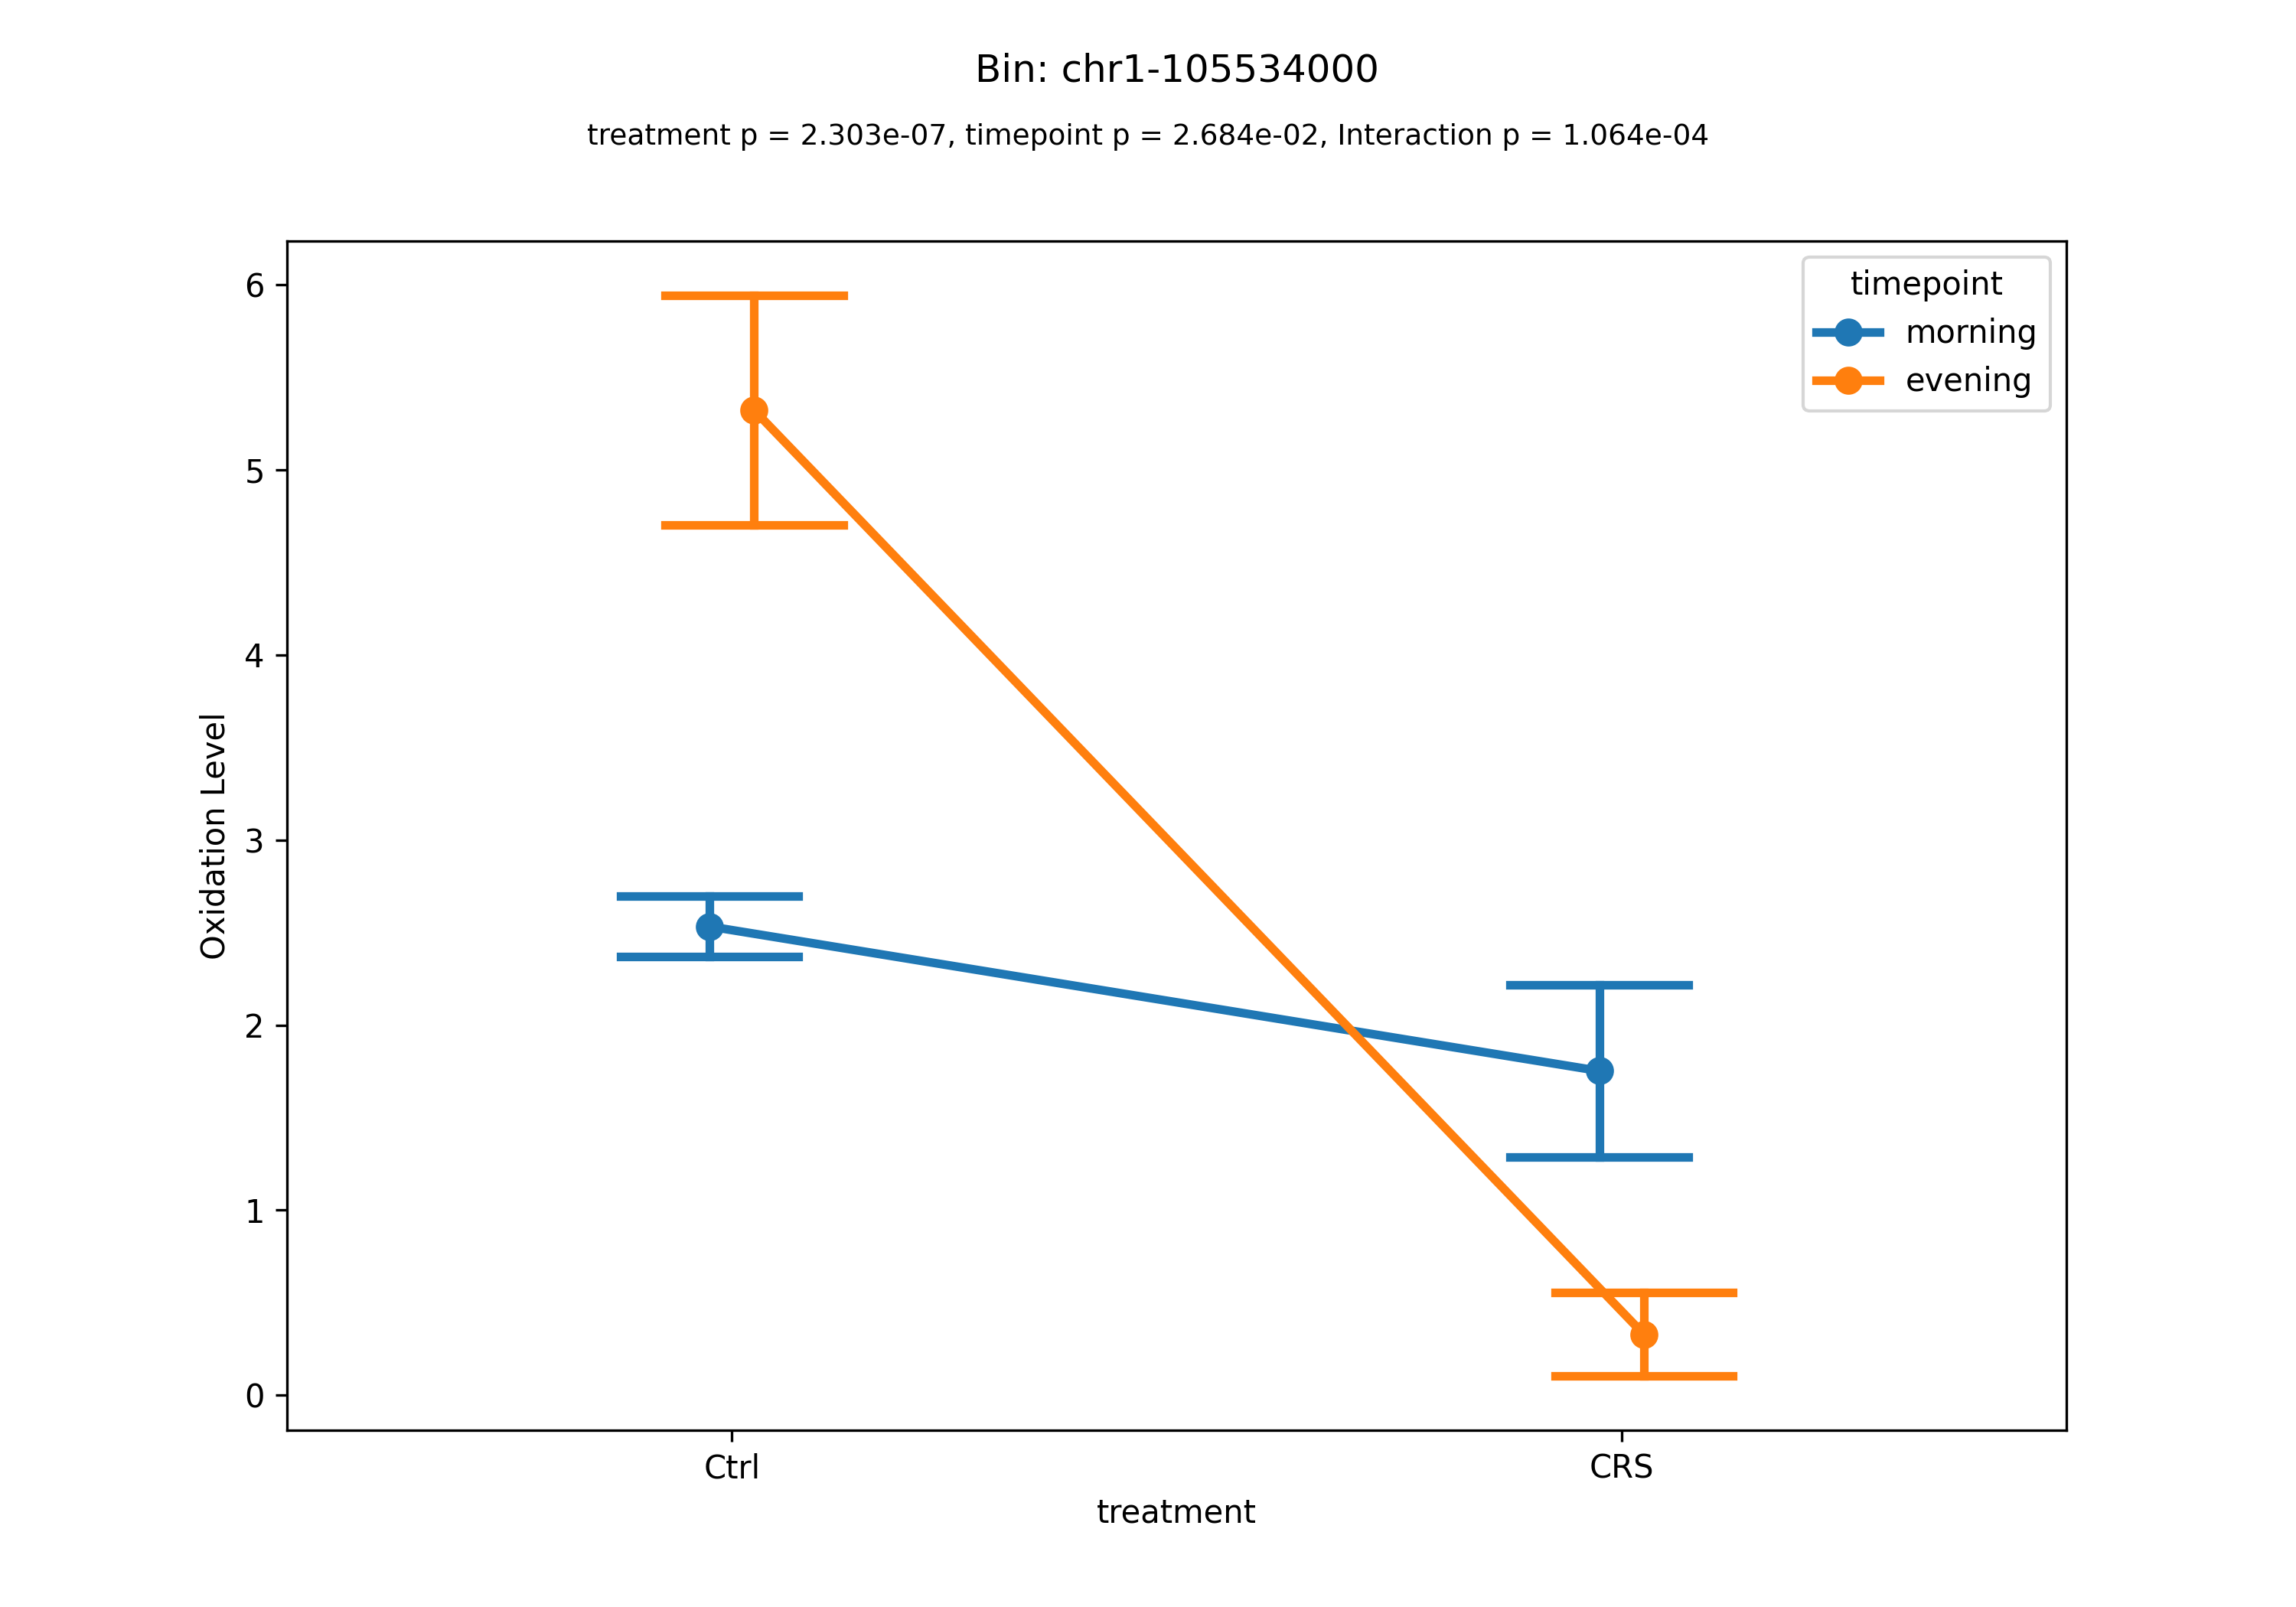 Bin: chr1-105534000
treatment p = 2.303e-07, timepoint p = 2.684e-02, Interaction p = 1.064e-04
timepoint
morning
evening
6
5
4
3
2
1
0
Oxidation Level
Ctrl
CRS
treatment